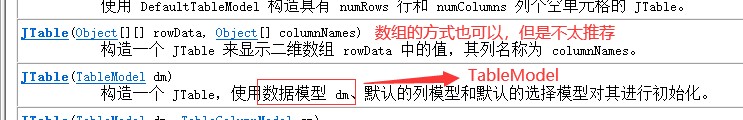 使用 DefaultTableModel 构造具有 numRows 行和 numColumns 列个空单元格的 JTable。
JTable(Object[][] rowData, Object[] columnNames) 数组的方式也可以，但是不太推荐
构造一个 JTable 来显示二维数组 rowData 中的值，其列名称为 columnNames。
JTable(TableModel dm) TableModel
构造一个 JTable，使用数据模型 dm、默认的列模型和默认的选择模型对其进行初始化。